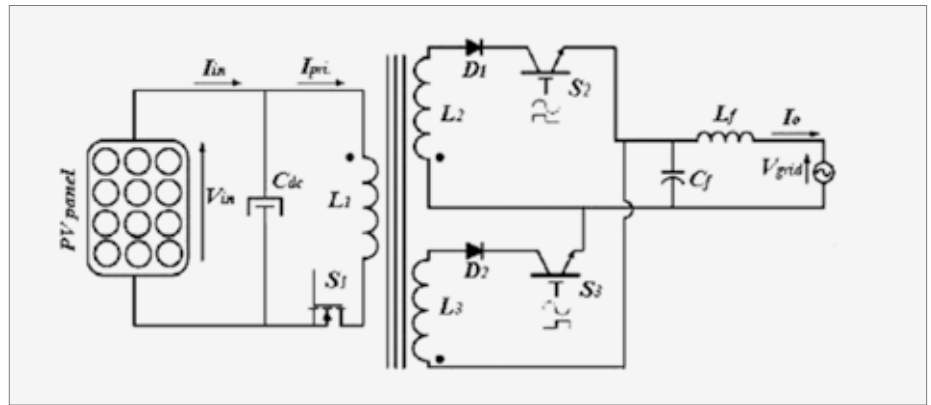 Iin
Ipri.
D1
S2
L2
Lf
Io
PV panel
Vin
Cdc
L1
Cf
Vgrid
S1
D2
S3
L3